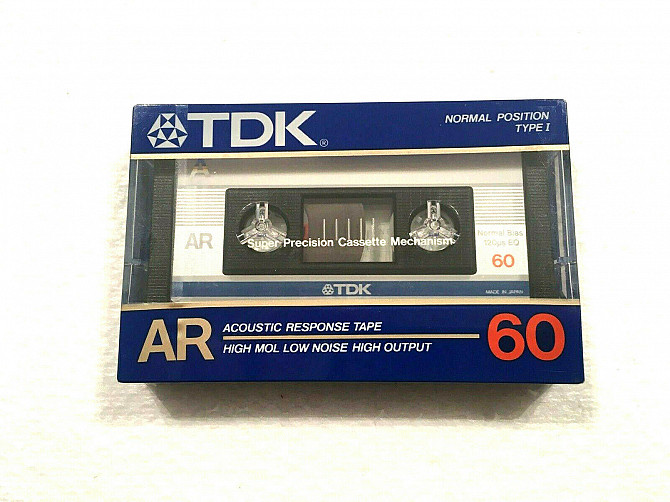 TDK®
NORMAL POSITION
TYPE I
A
AR
Super Precision Cassette Mechanism
Normal Bias
120μs EQ
60
TDK
MADE IN JAPAN
AR
ACOUSTIC RESPONSE TAPE
HIGH MOL LOW NOISE HIGH OUTPUT
60